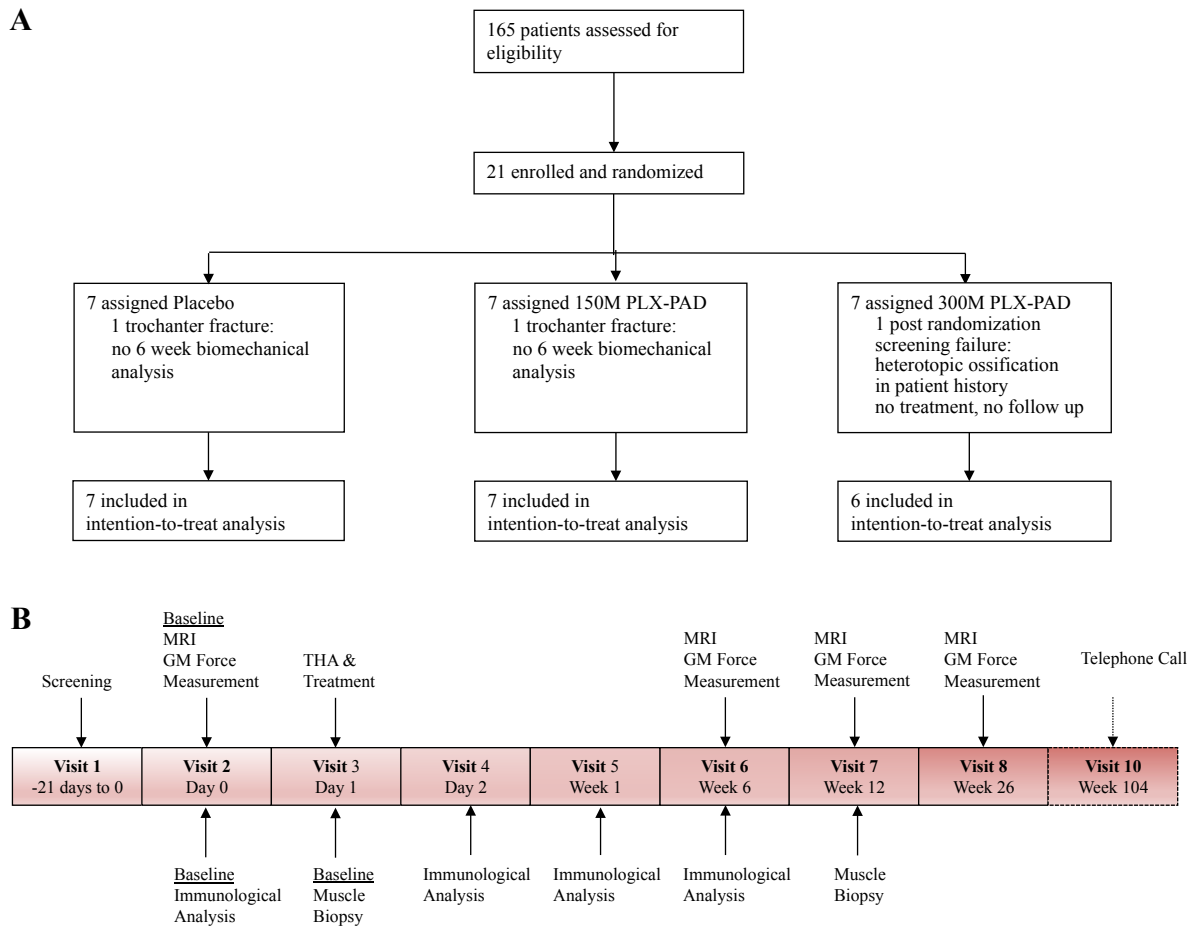 A
165 patients assessed for
eligibility
21 enrolled and randomized
7 assigned Placebo
1 trochanter fracture:
no 6 week biomechanical
analysis
7 assigned 150M PLX-PAD
1 trochanter fracture:
no 6 week biomechanical
analysis
7 assigned 300M PLX-PAD
1 post randomization
screening failure:
heterotopic ossification
in patient history
no treatment, no follow up
7 included in
intention-to-treat analysis
7 included in
intention-to-treat analysis
6 included in
intention-to-treat analysis
B
Screening
Baseline
MRI
GM Force
Measurement
THA &
Treatment
MRI
GM Force
Measurement
MRI
GM Force
Measurement
MRI
GM Force
Measurement
Telephone Call
Visit 1
-21 days to 0
Visit 2
Day 0
Visit 3
Day 1
Visit 4
Day 2
Visit 5
Week 1
Visit 6
Week 6
Visit 7
Week 12
Visit 8
Week 26
Visit 10
Week 104
Baseline
Immunological
Analysis
Baseline
Muscle
Biopsy
Immunological
Analysis
Immunological
Analysis
Immunological
Analysis
Muscle
Biopsy